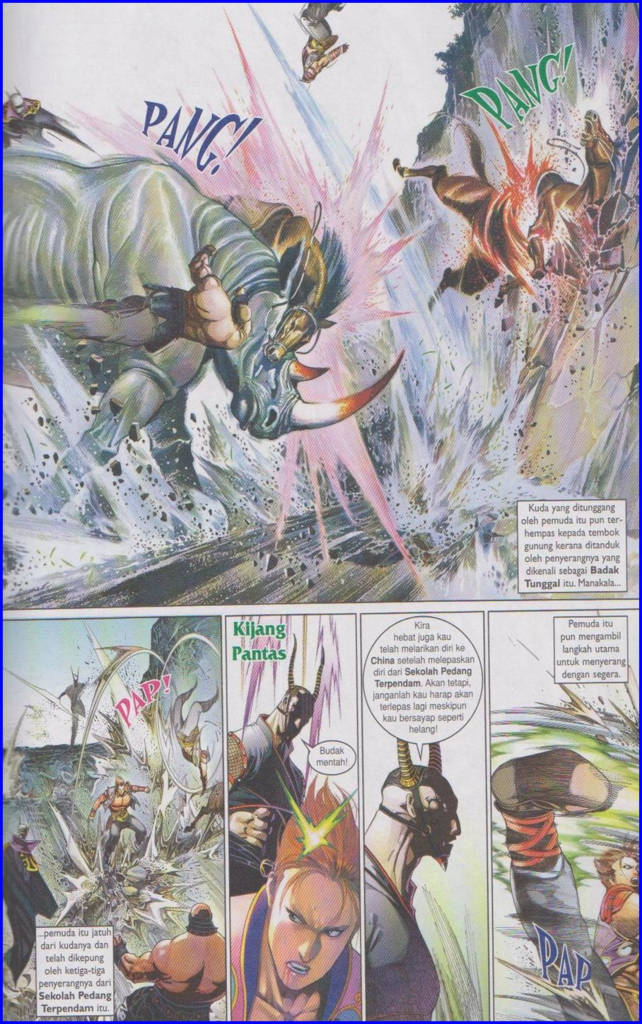 PANG!
PANG!
Kuda yang ditunggang
oleh pemuda itu pun ter-
hempas kepada tembok
gunung kerana ditanduk
oleh penyerangnya yang
dikenali sebagai Badak
Tunggal itu. Manakala...
PAP!
...pemuda itu jatuh
dari kudanya dan
telah dikepung
oleh ketiga-tiga
penyerangnya dari
Sekolah Pedang
Terpendam itu.
Kijang
Pantas
Budak
mentah!
Kira
hebat juga kau
telah melarikan diri ke
China setelah melepaskan
diri dari Sekolah Pedang
Terpendam. Akan tetapi,
janganlah kau harap akan
terlepas lagi meskipun
kau bersayap seperti
helang!
Pemuda itu
pun mengambil
langkah utama
untuk menyerang
dengan segera.
PAP